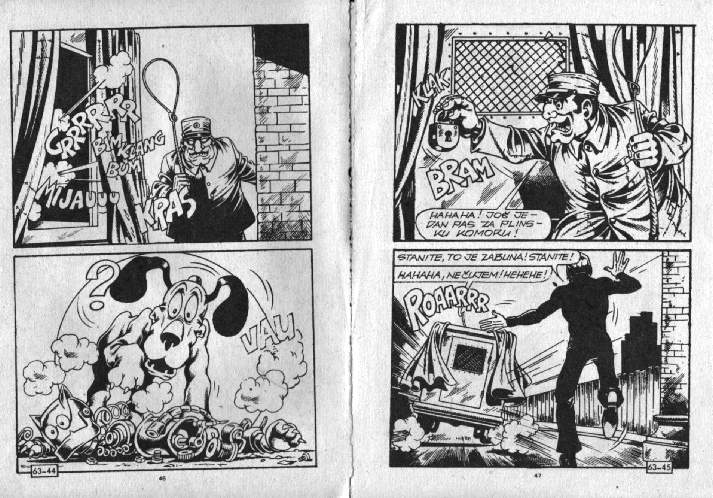 GRRRRRR
BIM
BUM
KLANG
MIJAUUU
KRAS
?
VAU
63-44
46
KLAK
BRAM
HAHAHA! JOŠ JE-
DAN PAS ZA PLINS-
KU KOMORU!
STANITE, TO JE ZABUNA! STANITE!
HAHAHA, NE ČUJEM! HEHEHE!
ROAARRR
63-45
47